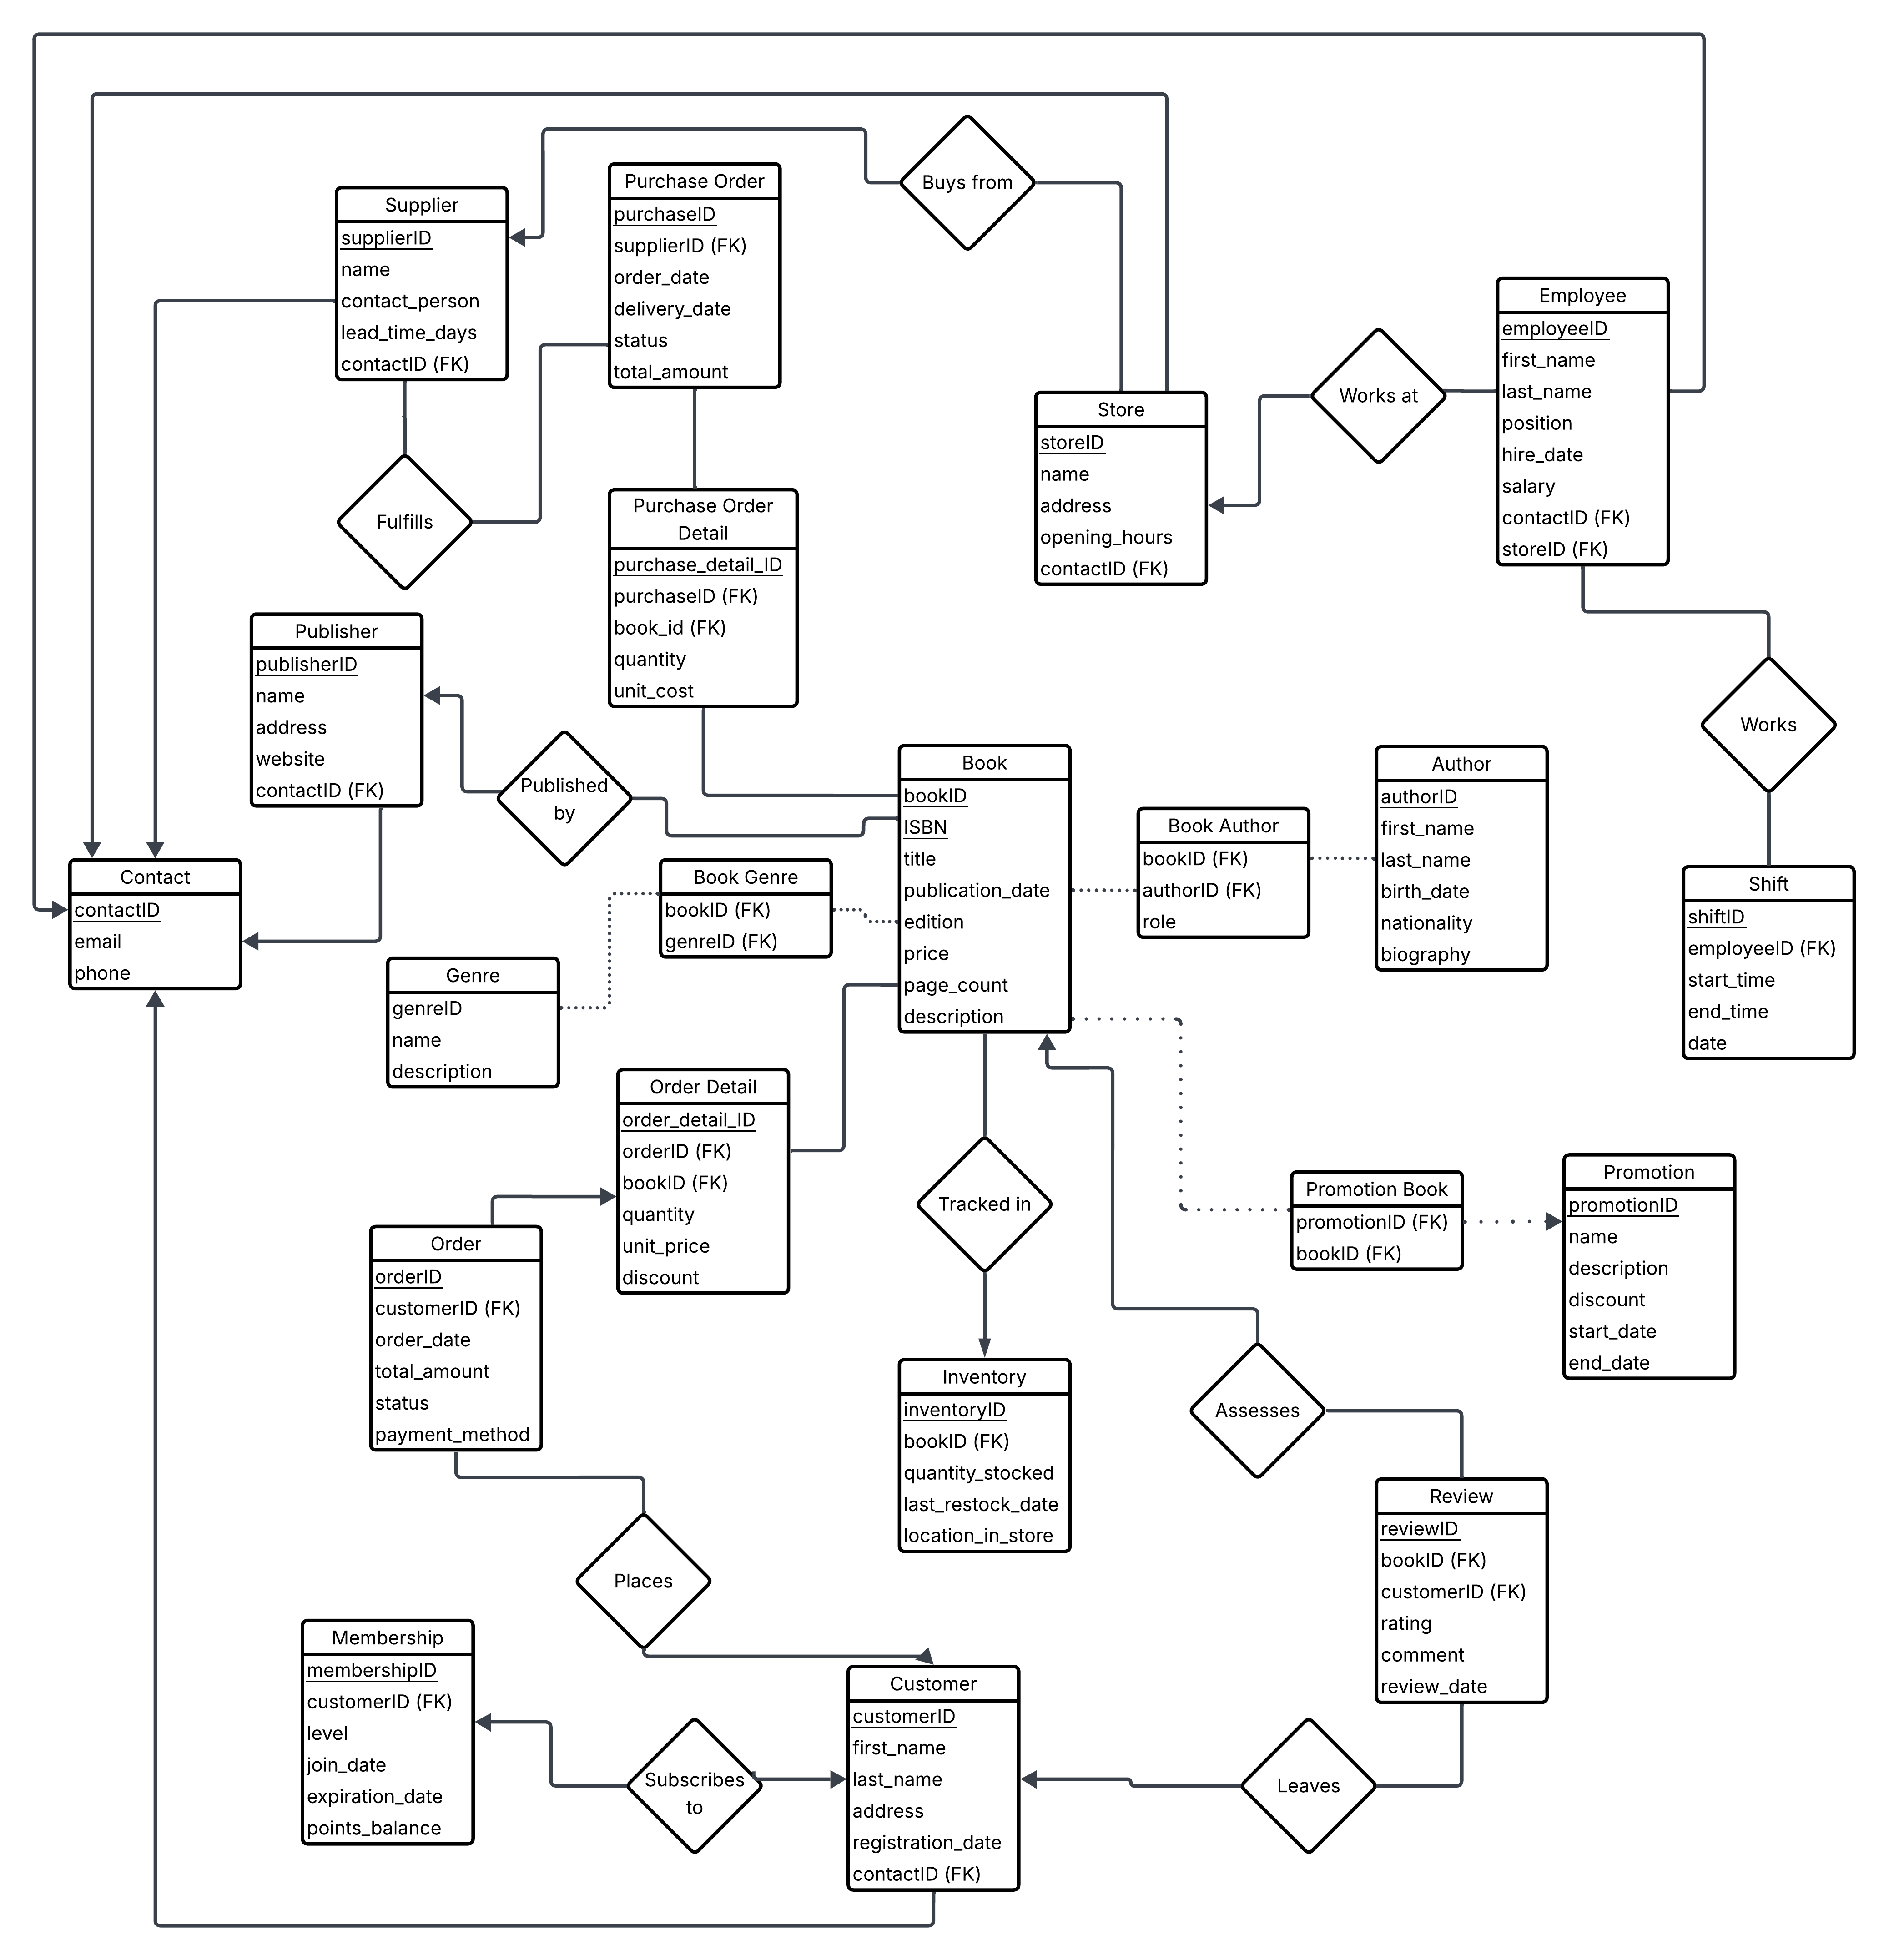 Buys from
Purchase Order
purchaseID
supplierID (FK)
order_date
delivery_date
status
total_amount
Supplier
supplierID
name
contact_person
lead_time_days
contactID (FK)
Employee
employeeID
first_name
last_name
position
hire_date
salary
contactID (FK)
storeID (FK)
Works at
Store
storeID
name
address
opening_hours
contactID (FK)
Fulfills
Purchase Order
Detail
purchase_detail_ID
purchaseID (FK)
book_id (FK)
quantity
unit_cost
Publisher
publisherID
name
address
website
contactID (FK)
Works
Published
by
Book
bookID
ISBN
title
publication_date
edition
price
page_count
description
Author
authorID
first_name
last_name
birth_date
nationality
biography
Book Author
bookID (FK)
authorID (FK)
role
Contact
contactID
email
phone
Book Genre
bookID (FK)
genreID (FK)
Shift
shiftID
employeeID (FK)
start_time
end_time
date
Genre
genreID
name
description
Order Detail
order_detail_ID
orderID (FK)
bookID (FK)
quantity
unit_price
discount
Tracked in
Promotion Book
promotionID (FK)
bookID (FK)
Promotion
promotionID
name
description
discount
start_date
end_date
Order
orderID
customerID (FK)
order_date
total_amount
status
payment_method
Inventory
inventoryID
bookID (FK)
quantity_stocked
last_restock_date
location_in_store
Assesses
Review
reviewID
bookID (FK)
customerID (FK)
rating
comment
review_date
Places
Membership
membershipID
customerID (FK)
level
join_date
expiration_date
points_balance
Subscribes
to
Customer
customerID
first_name
last_name
address
registration_date
contactID (FK)
Leaves